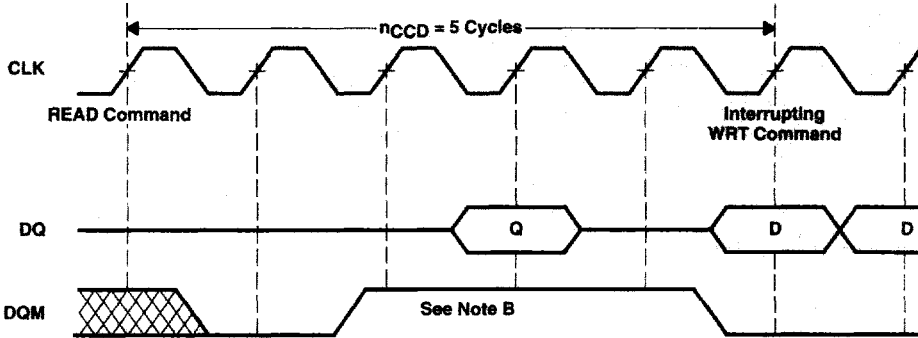 nCCD = 5 Cycles
CLK
READ Command
Interrupting
WRT Command
DQ
Q
D
D
DQM
See Note B